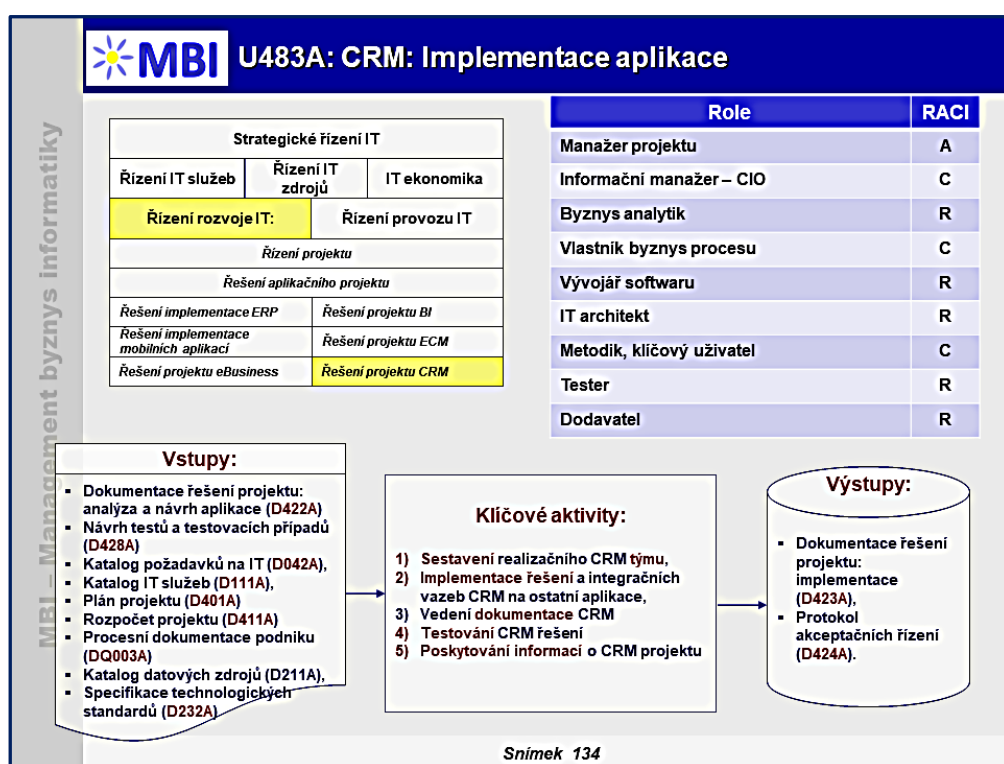 MBI
U483A: CRM: Implementace aplikace
MBI – Management byznys informatiky
Strategické řízení IT
Řízení IT služeb
Řízení IT
zdrojů
IT ekonomika
Řízení rozvoje IT:
Řízení provozu IT
Řízení projektu
Řešení aplikačního projektu
Řešení implementace ERP
Řešení projektu BI
Řešení implementace
mobilních aplikací
Řešení projektu ECM
Řešení projektu eBusiness
Řešení projektu CRM
Role RACI
Manažer projektu A
Informační manažer – CIO C
Byznys analytik R
Vlastník byznys procesu C
Vývojář softwaru R
IT architekt R
Metodik, klíčový uživatel C
Tester R
Dodavatel R
Vstupy:
▪ Dokumentace řešení projektu:
analýza a návrh aplikace (D422A)
▪ Návrh testů a testovacích případů
(D428A)
▪ Katalog požadavků na IT (D042A),
▪ Katalog IT služeb (D111A),
▪ Plán projektu (D401A)
▪ Rozpočet projektu (D411A)
▪ Procesní dokumentace podniku
(DQ003A)
▪ Katalog datových zdrojů (D211A),
▪ Specifikace technologických
standardů (D232A)
Klíčové aktivity:
1) Sestavení realizačního CRM týmu,
2) Implementace řešení a integračních
vazeb CRM na ostatní aplikace,
3) Vedení dokumentace CRM
4) Testování CRM řešení
5) Poskytování informací o CRM projektu
Výstupy:
▪ Dokumentace řešení
projektu:
implementace
(D423A),
▪ Protokol
akceptačních řízení
(D424A).
Snímek 134